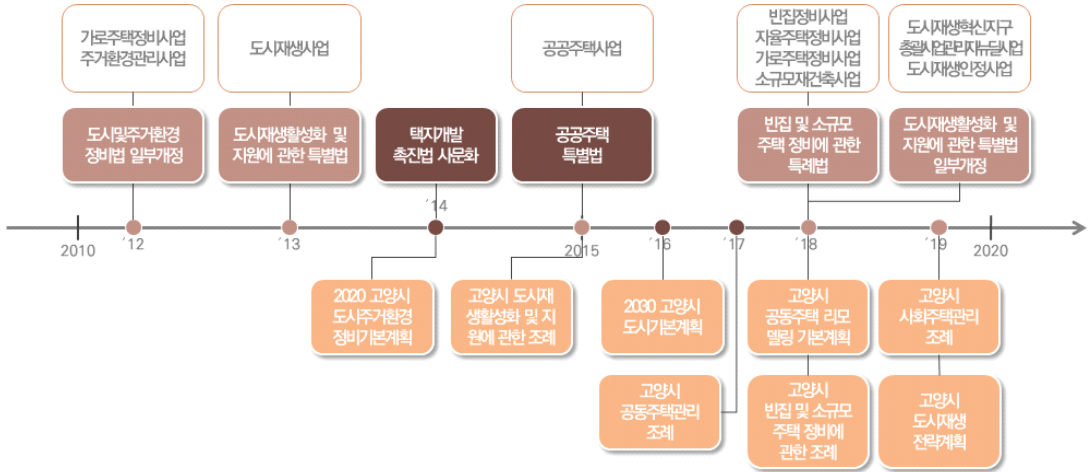 가로주택정비사업
주거환경관리사업
도시재생사업
공공주택사업
빈집정비사업
자율주택정비사업
가로주택정비사업
소규모재건축사업
도시재생혁신지구
총괄사업관리자뉴딜사업
도시재생인정사업
도시및주거환경
정비법 일부개정
도시재생활성화 및
지원에 관한 특별법
택지개발
촉진법 사문화
공공주택
특별법
빈집 및 소규모
주택 정비에 관한
특례법
도시재생활성화 및
지원에 관한 특별법
일부개정
2010
´12
´13
´14
2015
´16
´17
´18
´19
2020
2020 고양시
도시주거환경
정비기본계획
고양시 도시재
생활성화 및 지
원에 관한 조례
2030 고양시
도시기본계획
고양시
공동주택 리모
델링 기본계획
고양시
사회주택관리
조례
고양시
공동주택관리
조례
고양시
빈집 및 소규모
주택 정비에
관한 조례
고양시
도시재생
전략계획